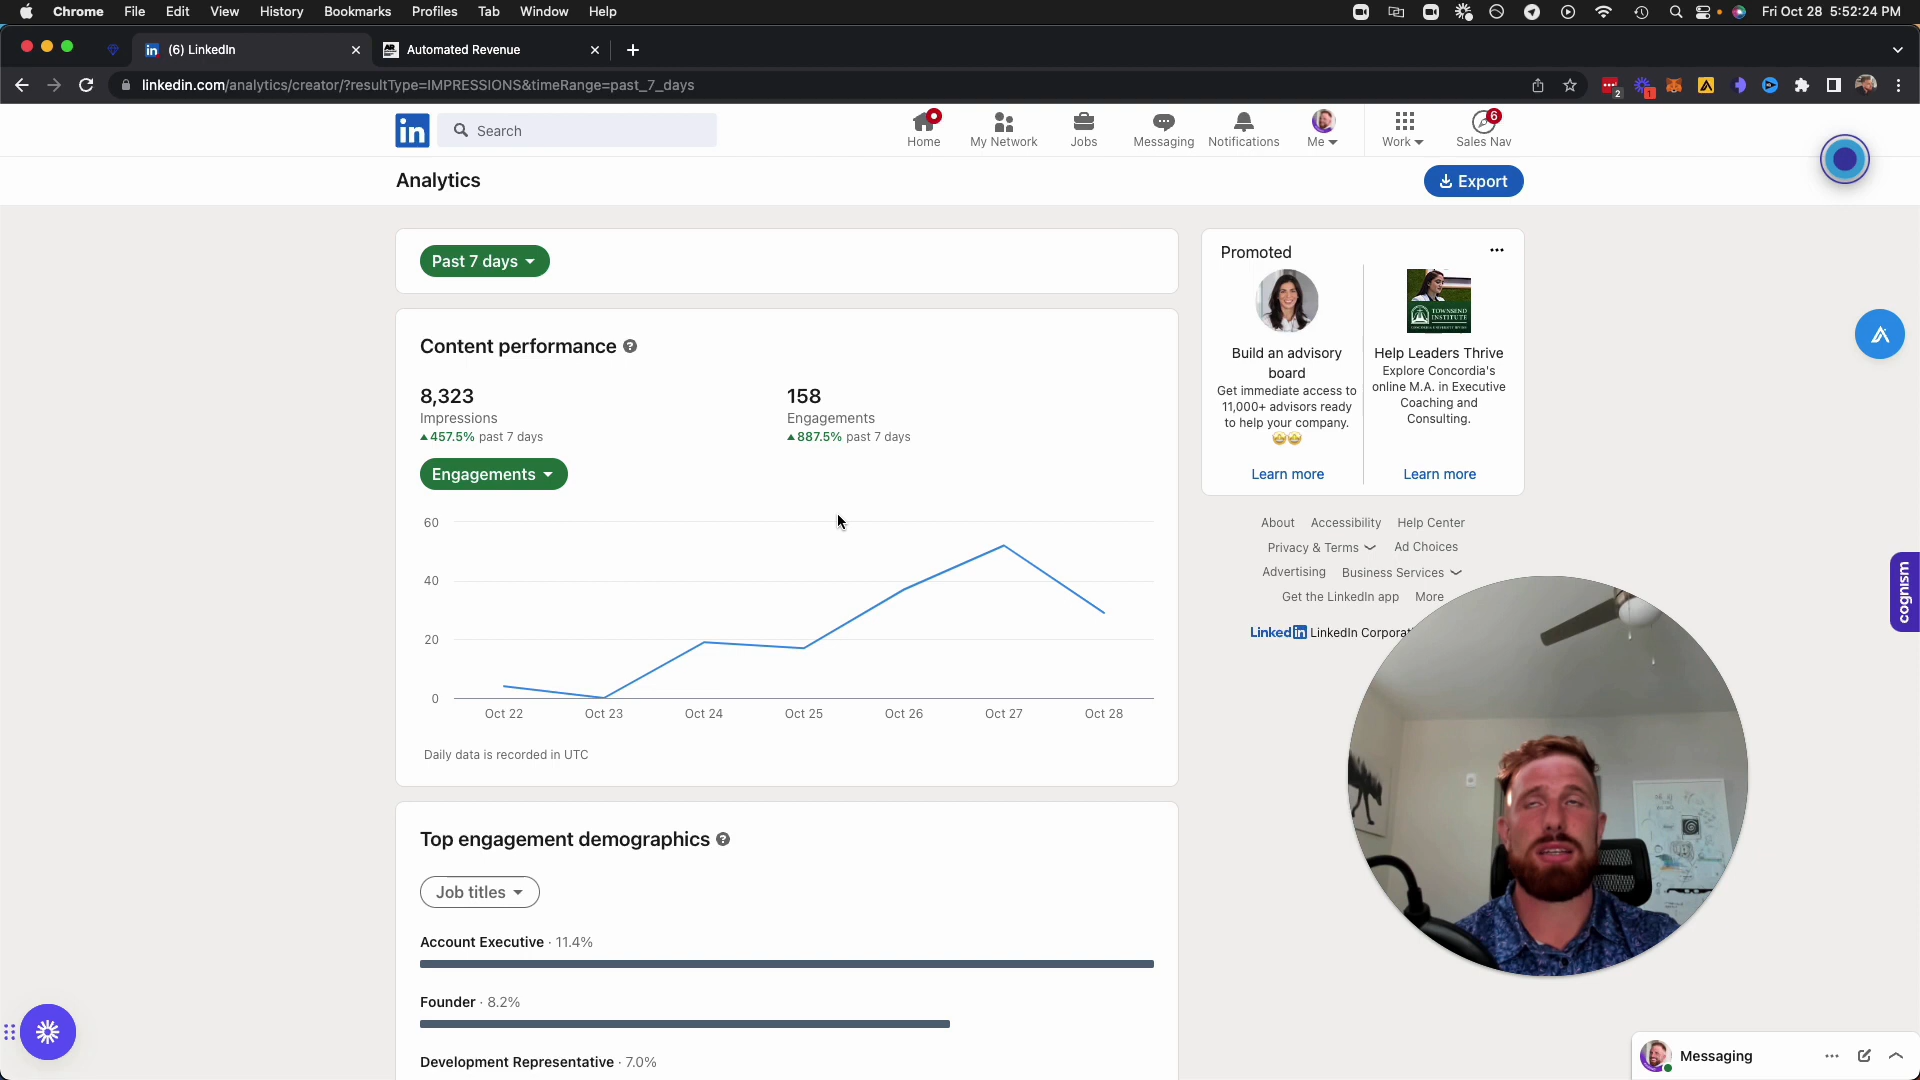 Chrome File Edit View History Bookmarks Profiles Tab Window Help
Fri Oct 28 5:52:24 PM
(6) LinkedIn
Automated Revenue
linkedin.com/analytics/creator/?resultType=IMPRESSIONS&timeRange=past_7_days
2
1
in
Search
Home
My Network
Jobs
Messaging
Notifications
Me
Work
6
Sales Nav
Analytics
Export
Past 7 days
Content performance
8,323
Impressions
457.5% past 7 days
158
Engagements
887.5% past 7 days
Engagements
60
40
20
0
Oct 22 Oct 23 Oct 24 Oct 25 Oct 26 Oct 27 Oct 28
Daily data is recorded in UTC
Top engagement demographics
Job titles
Account Executive · 11.4%
Founder · 8.2%
Development Representative · 7.0%
Promoted
Build an advisory
board
Get immediate access to
11,000+ advisors ready
to help your company.
Learn more
TOWNSEND
INSTITUTE
Help Leaders Thrive
Explore Concordia's
online M.A. in Executive
Coaching and
Consulting.
Learn more
About Accessibility Help Center
Privacy & Terms Ad Choices
Advertising Business Services
Get the LinkedIn app More
LinkedIn LinkedIn Corporat
cognism
Messaging